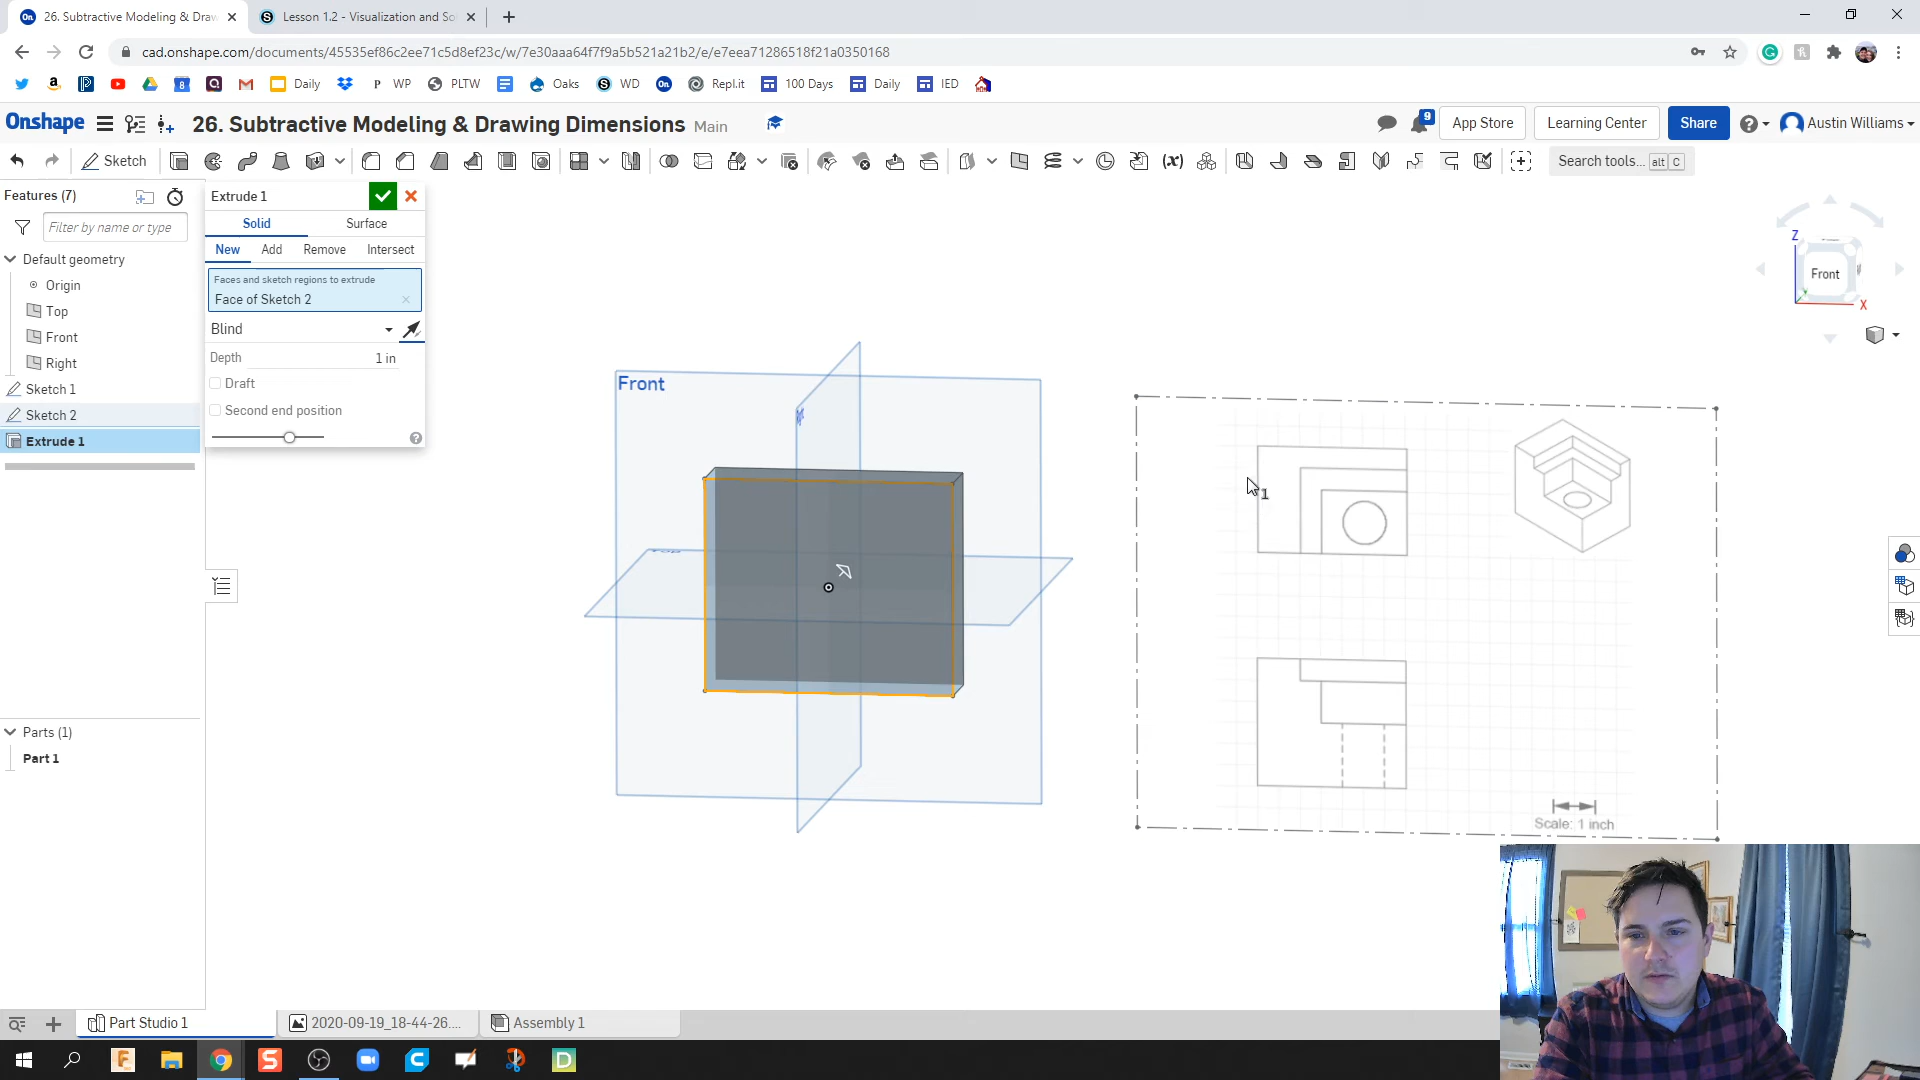 26. Subtractive Modeling & Draw
Lesson 1.2 - Visualization and So
cad.onshape.com/documents/45535ef86c2ee71c5d8ef23c/w/7e30aaa64f7f9a5b521a21b2/e/e7eea71286518f21a0350168
Daily
WP
PLTW
Oaks
WD
Repl.it
100 Days
Daily
IED
Onshape
26. Subtractive Modeling & Drawing Dimensions
Main
9
App Store
Learning Center
Share
Austin Williams
Sketch
Search tools... alt C
Features (7)
Filter by name or type
Default geometry
Origin
Top
Front
Right
Sketch 1
Sketch 2
Extrude 1
Extrude 1
Solid
Surface
New
Add
Remove
Intersect
Faces and sketch regions to extrude
Face of Sketch 2
Blind
Depth
1 in
Draft
Second end position
Front
Top
Z
Front
X
1
Scale: 1 inch
Parts (1)
Part 1
Part Studio 1
2020-09-19_18-44-26....
Assembly 1